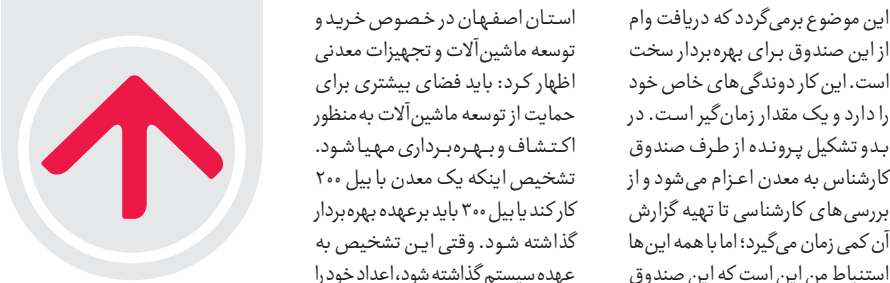 این موضوع برمی‌گردد که دریافت وام
از این صندوق برای بهره‌بردار سخت
است. این کار دوندگی‌های خاص خود
را دارد و یک مقدار زمان‌گیر است. در
بدو تشکیل پرونده از طرف صندوق
کارشناس به معدن اعزام می‌شود و از
بررسی‌های کارشناسی تا تهیه گزارش
آن کمی زمان می‌گیرد؛ اما با همه این‌ها
استنباط من این است که این صندوق
استان اصفهان در خصوص خرید و
توسعه ماشین‌آلات و تجهیزات معدنی
اظهار کرد: باید فضای بیشتری برای
حمایت از توسعه ماشین‌آلات به‌منظور
اکتشاف و بهره‌برداری مهیا شود.
تشخیص اینکه یک معدن با بیل ۲۰۰
کار کند یا بیل ۳۰۰ باید برعهده بهره‌بردار
گذاشته شود. وقتی این تشخیص به
عهده سیستم گذاشته شود، اعداد خود را